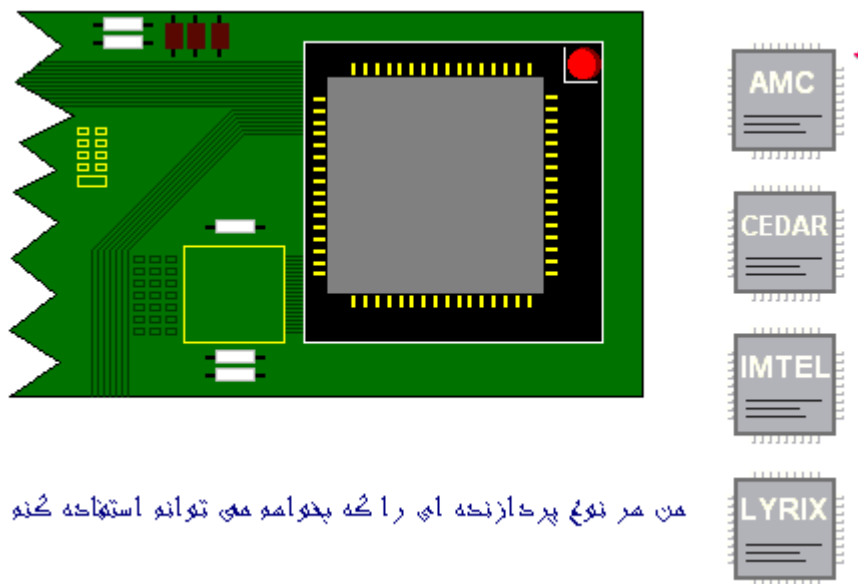 AMC
CEDAR
IMTEL
LYRIX
من هر نوع پردازنده ای را که بخواهم می توانم استفاده کنم